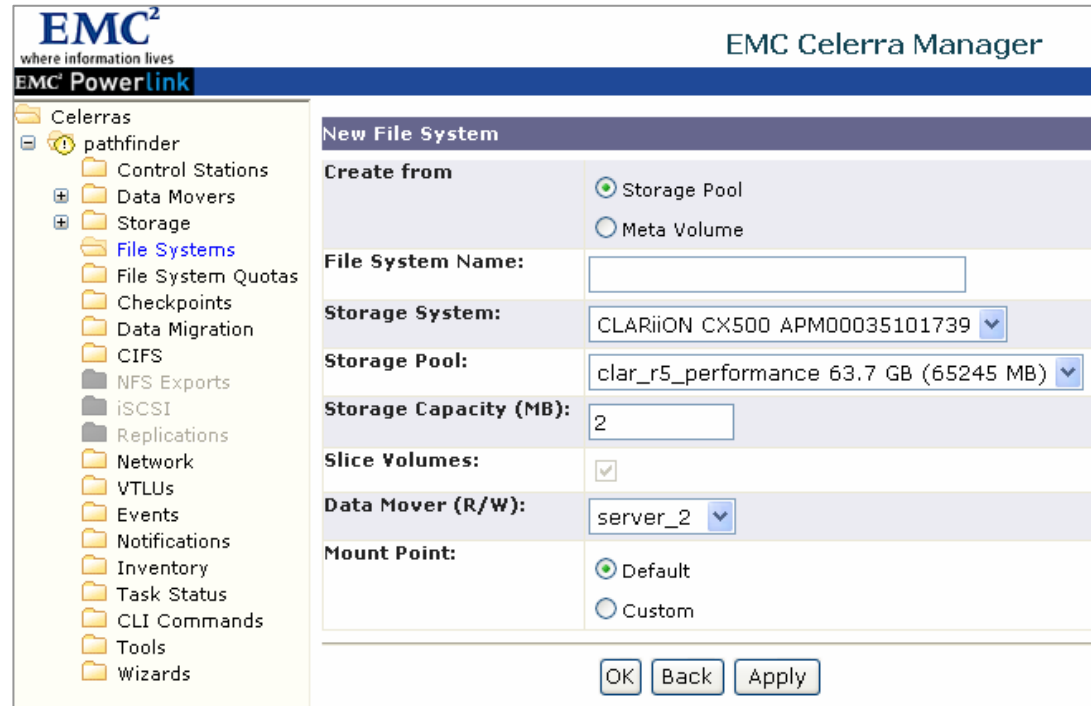 EMC²
where information lives
EMC² Powerlink
EMC Celerra Manager
Celerras
pathfinder
Control Stations
Data Movers
Storage
File Systems
File System Quotas
Checkpoints
Data Migration
CIFS
NFS Exports
iSCSI
Replications
Network
VTLUs
Events
Notifications
Inventory
Task Status
CLI Commands
Tools
Wizards
New File System
Create from
Storage Pool
Meta Volume
File System Name:
Storage System: CLARiiON CX500 APM00035101739
Storage Pool: clar_r5_performance 63.7 GB (65245 MB)
Storage Capacity (MB): 2
Slice Volumes:
Data Mover (R/W): server_2
Mount Point:
Default
Custom
OK Back Apply